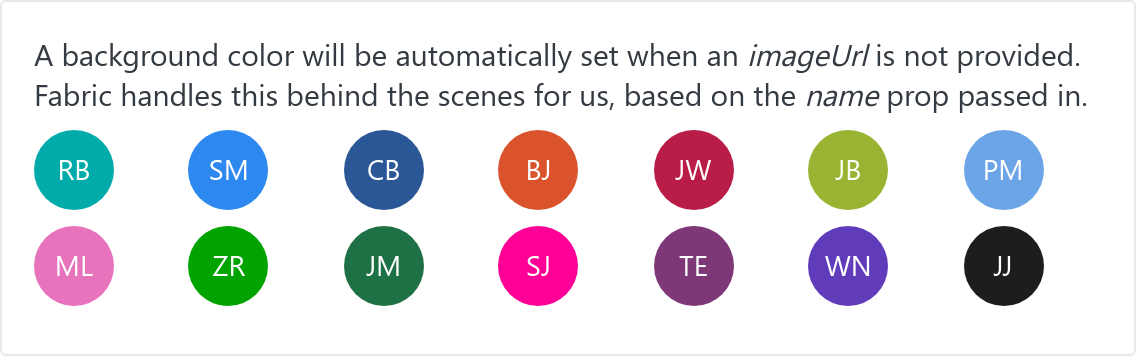 A background color will be automatically set when an imageUrl is not provided.
Fabric handles this behind the scenes for us, based on the name prop passed in.
RB SM CB BJ JW JB PM
ML ZR JM SJ TE WN JJ